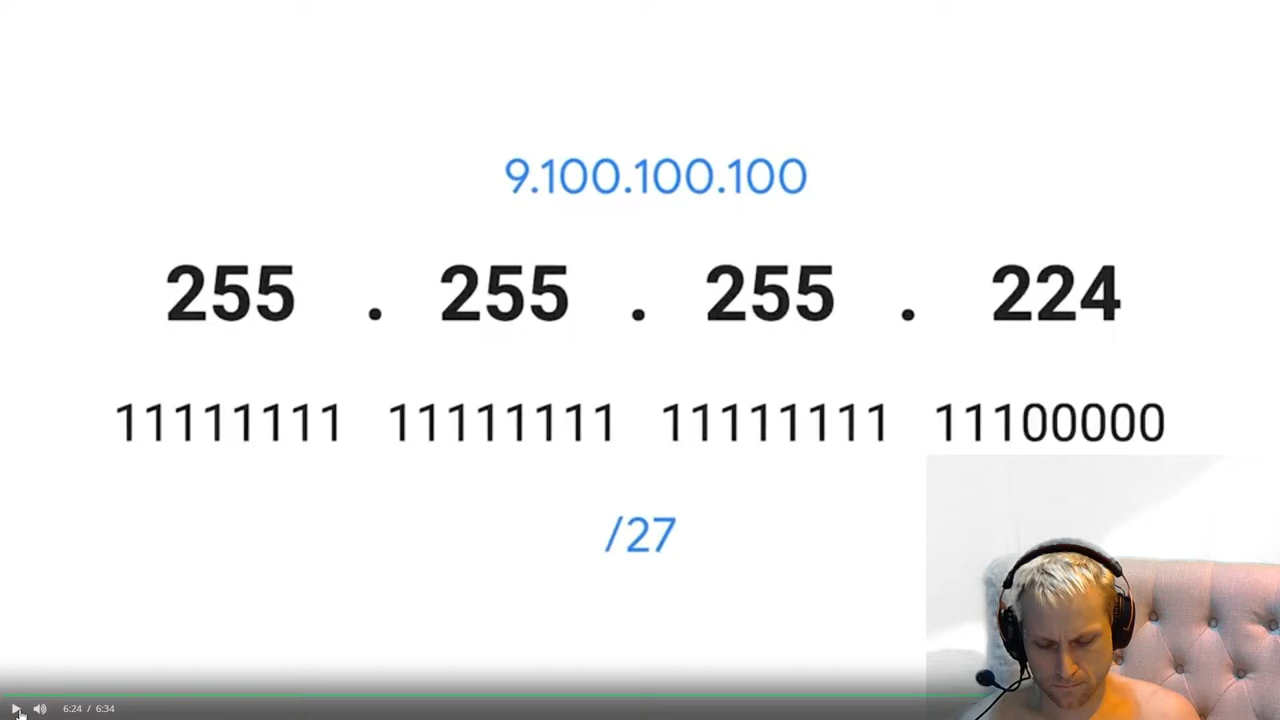 9.100.100.100
255 . 255 . 255 . 224
11111111 11111111 11111111 11100000
/27
6:24 / 6:34